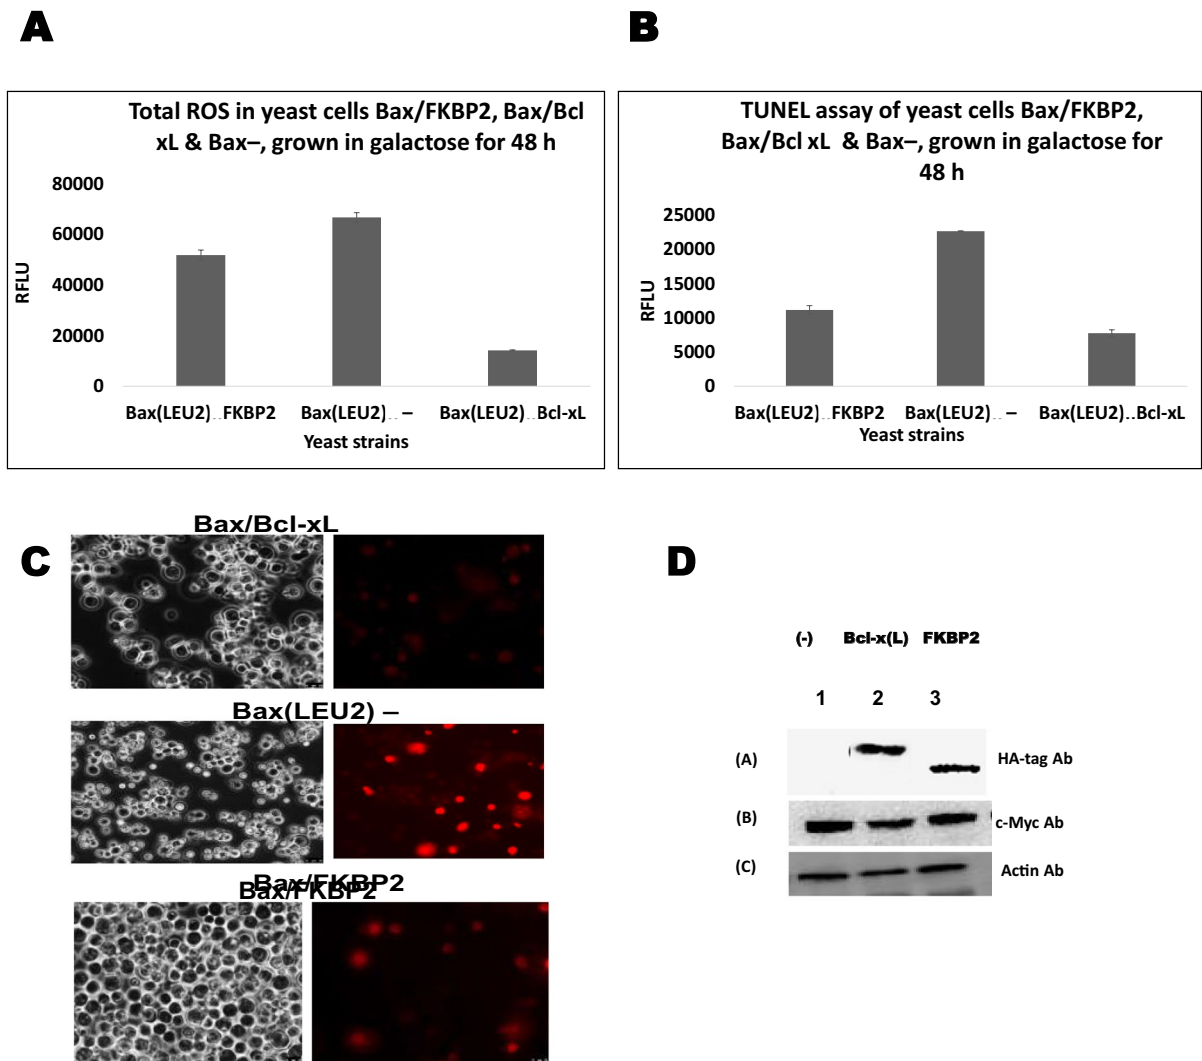 A
B
Total ROS in yeast cells Bax/FKBP2, Bax/Bcl
xL & Bax–, grown in galactose for 48 h
80000
60000
40000
20000
0
RFLU
Bax(LEU2)...FKBP2
Bax(LEU2)... –
Bax(LEU2)...Bcl-xL
Yeast strains
TUNEL assay of yeast cells Bax/FKBP2,
Bax/Bcl xL & Bax–, grown in galactose for
48 h
25000
20000
15000
10000
5000
0
RFLU
Bax(LEU2)...FKBP2
Bax(LEU2)... –
Bax(LEU2)...Bcl-xL
Yeast strains
C
Bax/Bcl-xL
Bax(LEU2) –
Bax/FKBP2
Bax/FKBP2
D
(-) Bcl-x(L) FKBP2
1 2 3
(A) HA-tag Ab
(B) c-Myc Ab
(C) Actin Ab